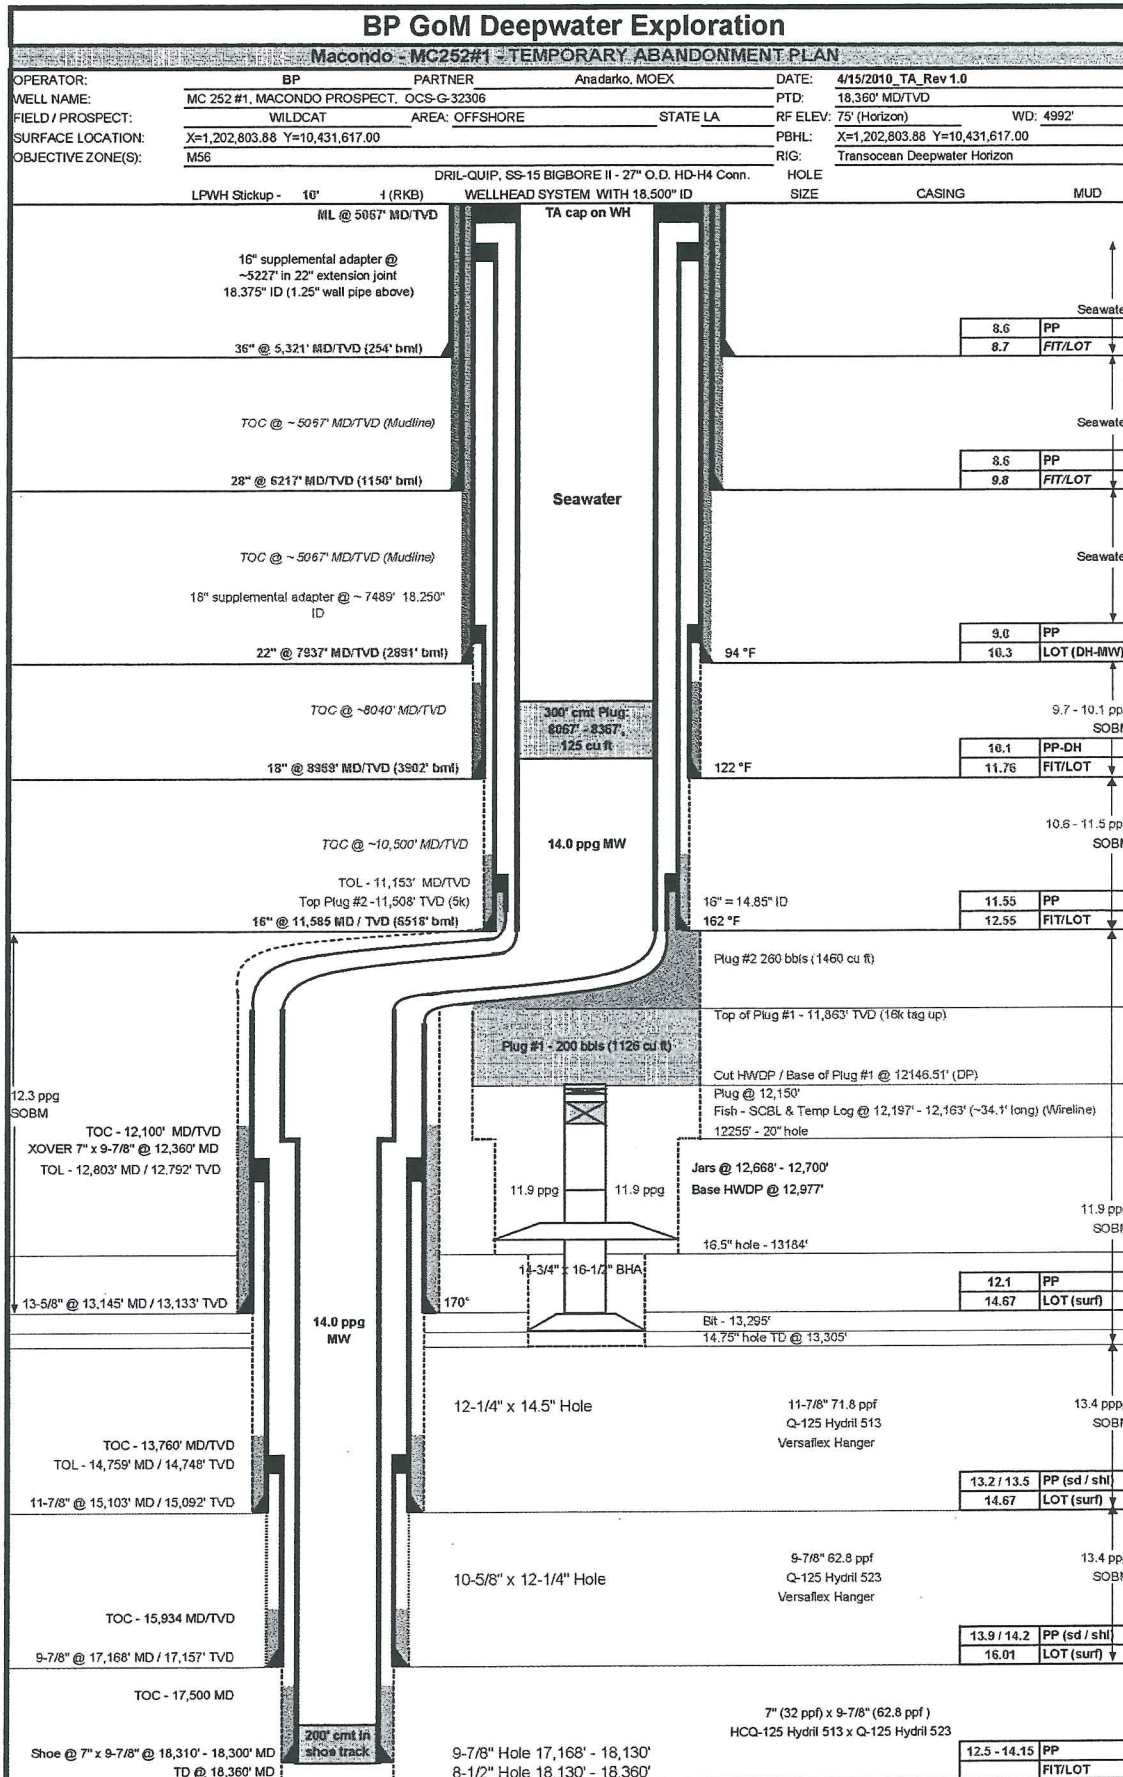 BP GoM Deepwater Exploration
Macondo - MC252#1 - TEMPORARY ABANDONMENT PLAN
OPERATOR: BP PARTNER Anadarko, MOEX DATE: 4/15/2010_TA_Rev 1.0
WELL NAME: MC 252 #1, MACONDO PROSPECT, OCS-G-32306 PTD: 18,360' MD/TVD
FIELD / PROSPECT: WILDCAT AREA: OFFSHORE STATE LA RF ELEV: 75' (Horizon) WD: 4992'
SURFACE LOCATION: X=1,202,803.88 Y=10,431,617.00 PBHL: X=1,202,803.88 Y=10,431,617.00
OBJECTIVE ZONE(S): M56 RIG: Transocean Deepwater Horizon
DRIL-QUIP, SS-15 BIGBORE II - 27" O.D. HD-H4 Conn. HOLE
LPWH Stickup - 10' (RKB) WELLHEAD SYSTEM WITH 18.500" ID SIZE CASING MUD
ML @ 5067' MD/TVD TA cap on WH
16" supplemental adapter @
~5227' in 22" extension joint
18.375" ID (1.25" wall pipe above)
Seawate
8.6 PP
36" @ 5,321' MD/TVD (254' bml) 8.7 FIT/LOT
TOC @ ~ 5067' MD/TVD (Mudline) Seawate
8.6 PP
28" @ 6217' MD/TVD (1150' bml) 9.8 FIT/LOT
Seawater
TOC @ ~ 5067' MD/TVD (Mudline) Seawate
18" supplemental adapter @ ~ 7489' 18.250"
ID
9.0 PP
22" @ 7937' MD/TVD (2891' bml) 94 °F 10.3 LOT (DH-MW)
TOC @ ~8040' MD/TVD 300' cmt Plug: 9.7 - 10.1 pp
8067' - 8367', SOBM
125 cu ft
10.1 PP-DH
18" @ 8969' MD/TVD (3902' bml) 122 °F 11.76 FIT/LOT
10.6 - 11.5 pp
TOC @ ~10,500' MD/TVD 14.0 ppg MW SOBM
TOL - 11,153' MD/TVD
Top Plug #2 -11,508' TVD (5k) 16" = 14.85" ID 11.55 PP
16" @ 11,585 MD / TVD (6518' bml) 162 °F 12.55 FIT/LOT
Plug #2 260 bbls (1460 cu ft)
Top of Plug #1 - 11,863' TVD (16k tag up)
Plug #1 - 200 bbls (1126 cu ft)
Cut HWDP / Base of Plug #1 @ 12146.51' (DP)
12.3 ppg Plug @ 12,150'
SOBM Fish - SCBL & Temp Log @ 12,197' - 12,163' (~34.1' long) (Wireline)
TOC - 12,100' MD/TVD 12255' - 20" hole
XOVER 7" x 9-7/8" @ 12,360' MD
TOL - 12,803' MD / 12,792' TVD Jars @ 12,668' - 12,700'
11.9 ppg 11.9 ppg Base HWDP @ 12,977'
11.9 pp
SOBM
16.5" hole - 13184'
14-3/4" x 16-1/2" BHA
12.1 PP
13-5/8" @ 13,145' MD / 13,133' TVD 170° 14.67 LOT (surf)
14.0 ppg Bit - 13,295'
MW 14.75" hole TD @ 13,305'
12-1/4" x 14.5" Hole 11-7/8" 71.8 ppf 13.4 ppp
Q-125 Hydril 513 SOBM
TOC - 13,760' MD/TVD Versaflex Hanger
TOL - 14,759' MD / 14,748' TVD
13.2 / 13.5 PP (sd / shl
11-7/8" @ 15,103' MD / 15,092' TVD 14.67 LOT (surf)
9-7/8" 62.8 ppf 13.4 pp
10-5/8" x 12-1/4" Hole Q-125 Hydril 523 SOBM
Versaflex Hanger
TOC - 15,934 MD/TVD
13.9 / 14.2 PP (sd / shl
9-7/8" @ 17,168' MD / 17,157' TVD 16.01 LOT (surf)
TOC - 17,500 MD
7" (32 ppf) x 9-7/8" (62.8 ppf )
200' cmt in HCQ-125 Hydril 513 x Q-125 Hydril 523
Shoe @ 7" x 9-7/8" @ 18,310' - 18,300' MD shoe track 9-7/8" Hole 17,168' - 18,130' 12.5 - 14.15 PP
TD @ 18,360' MD 8-1/2" Hole 18,130' - 18,360' FIT/LOT